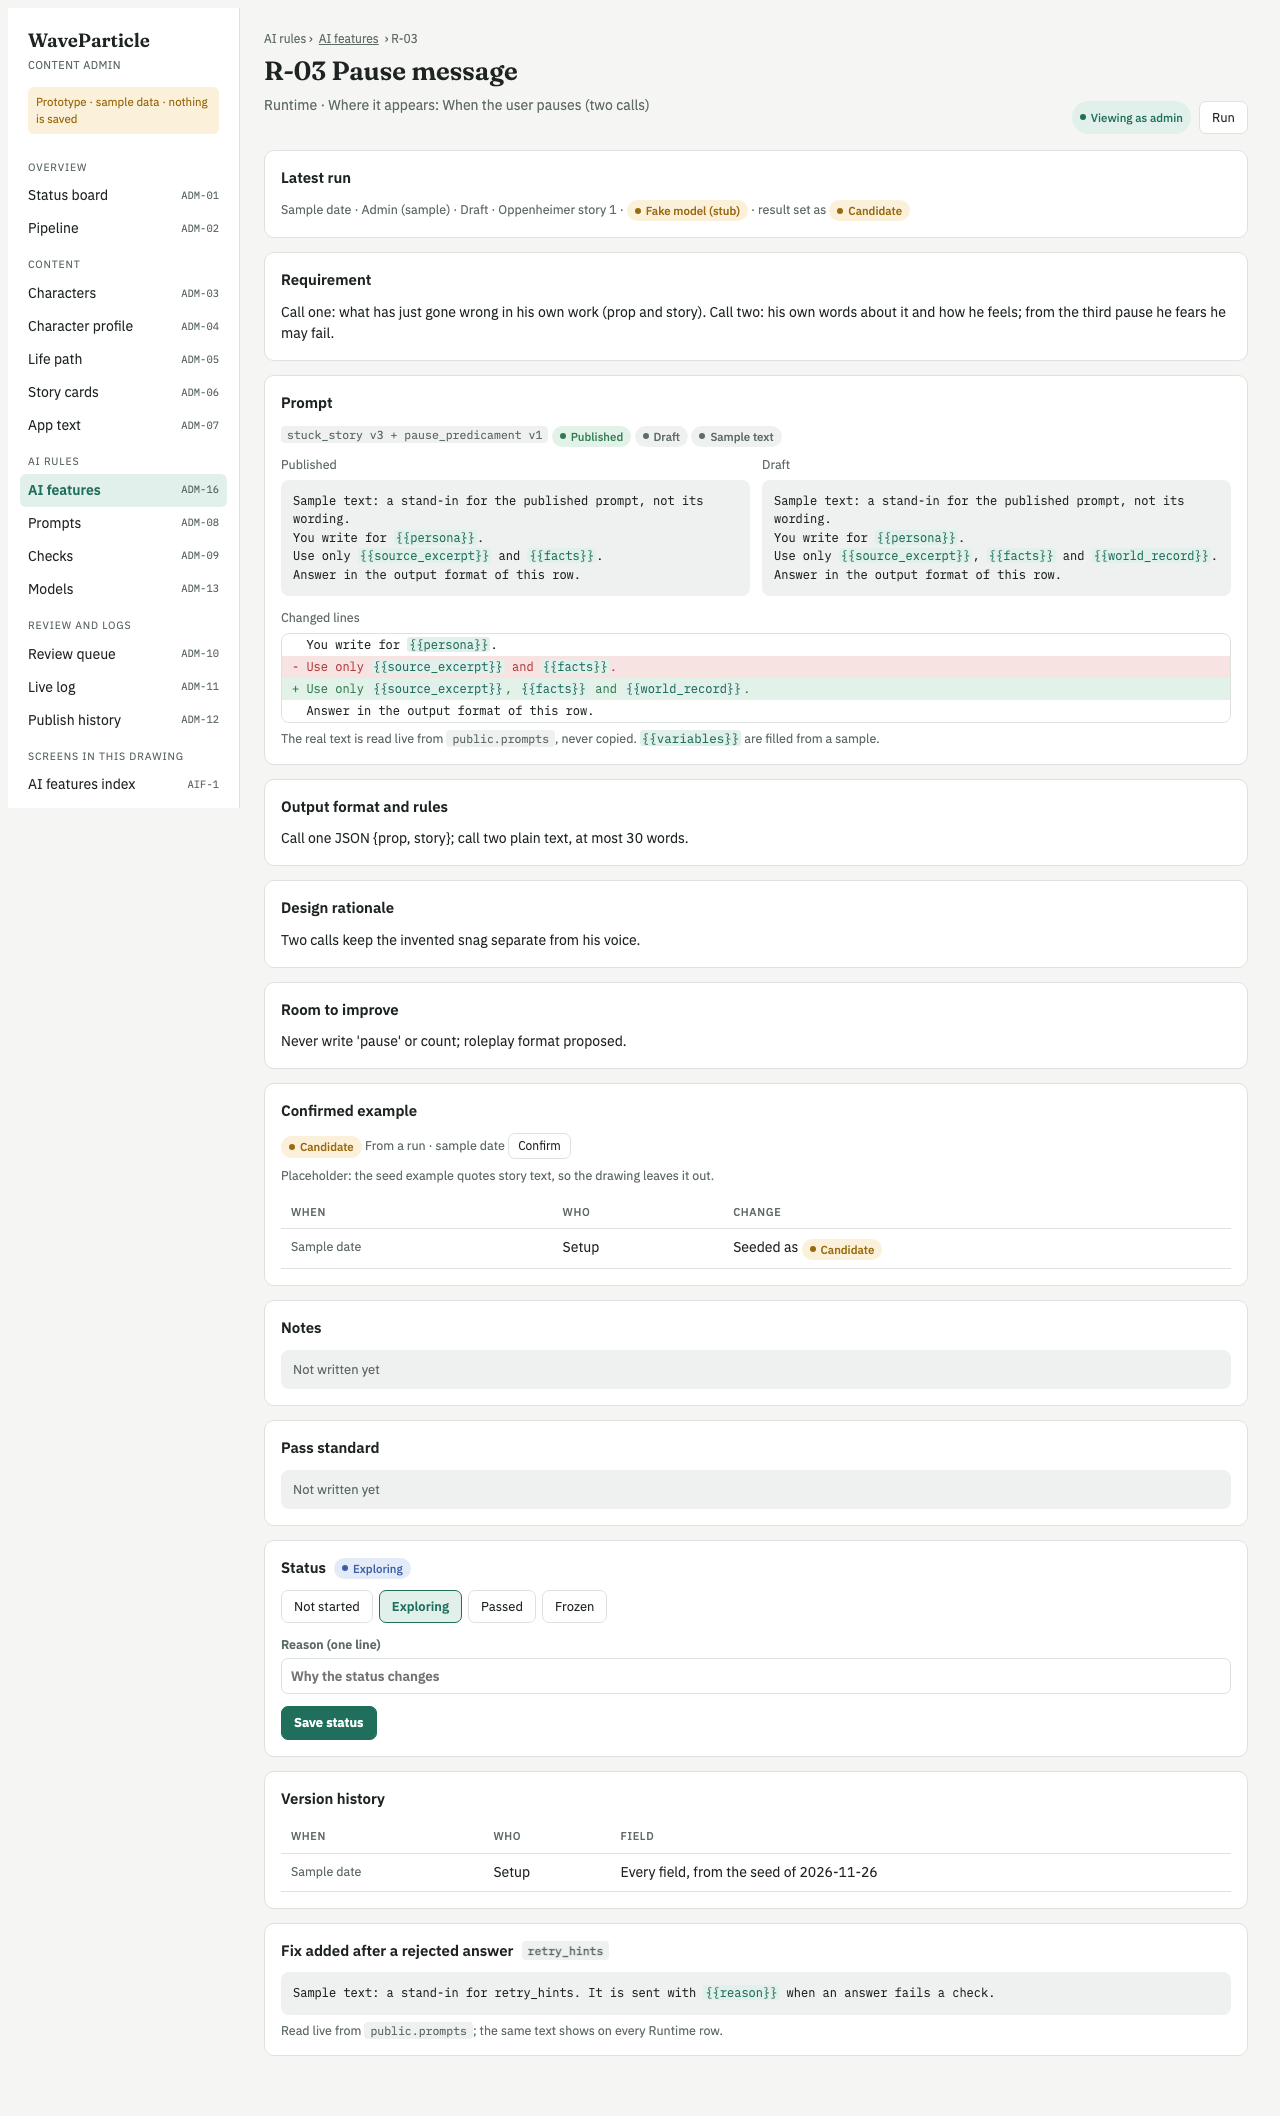 WaveParticle
CONTENT ADMIN
Prototype · sample data · nothing
is saved
OVERVIEW
Status board ADM-01
Pipeline ADM-02
CONTENT
Characters ADM-03
Character profile ADM-04
Life path ADM-05
Story cards ADM-06
App text ADM-07
AI RULES
AI features ADM-16
Prompts ADM-08
Checks ADM-09
Models ADM-13
REVIEW AND LOGS
Review queue ADM-10
Live log ADM-11
Publish history ADM-12
SCREENS IN THIS DRAWING
AI features index AIF-1
AI rules › AI features › R-03
R-03 Pause message
Runtime · Where it appears: When the user pauses (two calls)
Viewing as admin Run
Latest run
Sample date · Admin (sample) · Draft · Oppenheimer story 1 · Fake model (stub) · result set as Candidate
Requirement
Call one: what has just gone wrong in his own work (prop and story). Call two: his own words about it and how he feels; from the third pause he fears he
may fail.
Prompt
stuck_story v3 + pause_predicament v1 Published Draft Sample text
Published
Sample text: a stand-in for the published prompt, not its
wording.
You write for {{persona}}.
Use only {{source_excerpt}} and {{facts}}.
Answer in the output format of this row.
Draft
Sample text: a stand-in for the published prompt, not its
wording.
You write for {{persona}}.
Use only {{source_excerpt}}, {{facts}} and {{world_record}}.
Answer in the output format of this row.
Changed lines
You write for {{persona}}.
- Use only {{source_excerpt}} and {{facts}}.
+ Use only {{source_excerpt}}, {{facts}} and {{world_record}}.
Answer in the output format of this row.
The real text is read live from public.prompts, never copied. {{variables}} are filled from a sample.
Output format and rules
Call one JSON {prop, story}; call two plain text, at most 30 words.
Design rationale
Two calls keep the invented snag separate from his voice.
Room to improve
Never write 'pause' or count; roleplay format proposed.
Confirmed example
Candidate From a run · sample date Confirm
Placeholder: the seed example quotes story text, so the drawing leaves it out.
WHEN WHO CHANGE
Sample date Setup Seeded as Candidate
Notes
Not written yet
Pass standard
Not written yet
Status Exploring
Not started Exploring Passed Frozen
Reason (one line)
Why the status changes
Save status
Version history
WHEN WHO FIELD
Sample date Setup Every field, from the seed of 2026-11-26
Fix added after a rejected answer retry_hints
Sample text: a stand-in for retry_hints. It is sent with {{reason}} when an answer fails a check.
Read live from public.prompts; the same text shows on every Runtime row.